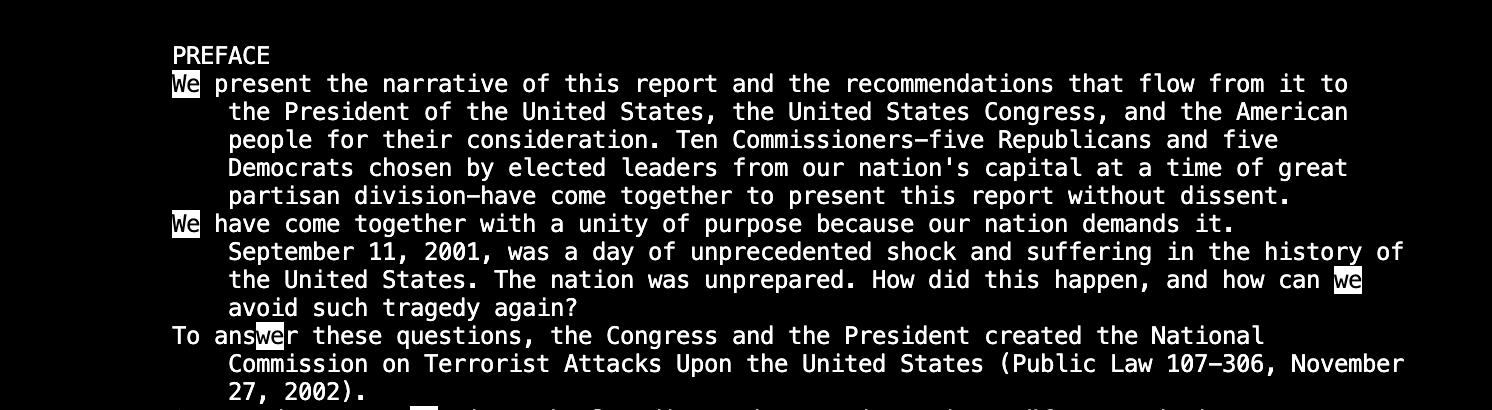 PREFACE
We present the narrative of this report and the recommendations that flow from it to
the President of the United States, the United States Congress, and the American
people for their consideration. Ten Commissioners-five Republicans and five
Democrats chosen by elected leaders from our nation's capital at a time of great
partisan division-have come together to present this report without dissent.
We have come together with a unity of purpose because our nation demands it.
September 11, 2001, was a day of unprecedented shock and suffering in the history of
the United States. The nation was unprepared. How did this happen, and how can we
avoid such tragedy again?
To answer these questions, the Congress and the President created the National
Commission on Terrorist Attacks Upon the United States (Public Law 107-306, November
27, 2002).